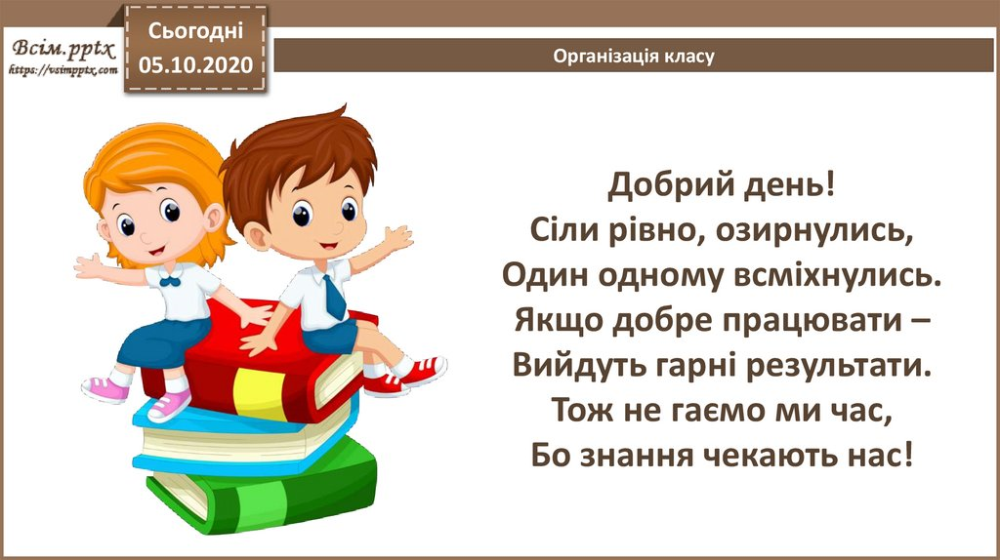 Всім.pptx
https://vsimpptx.com
Сьогодні
05.10.2020
Організація класу
Добрий день!
Сіли рівно, озирнулись,
Один одному всміхнулись.
Якщо добре працювати –
Вийдуть гарні результати.
Тож не гаємо ми час,
Бо знання чекають нас!